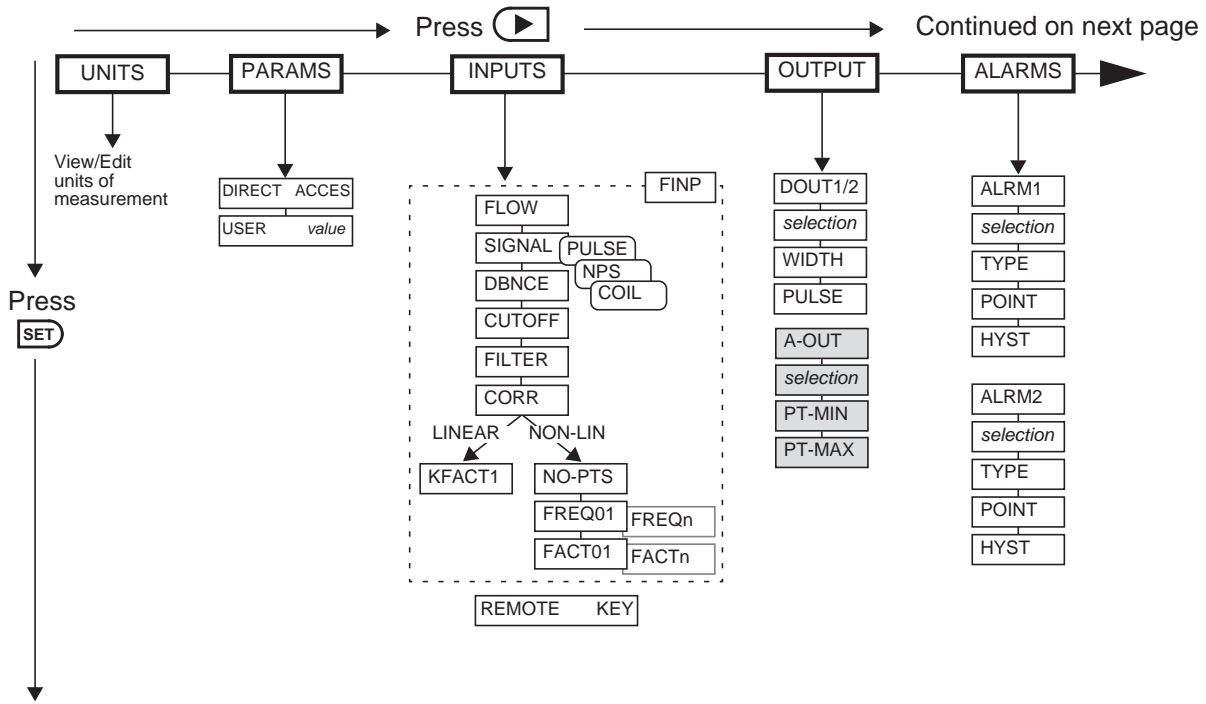 Press
Continued on next page
UNITS
PARAMS
INPUTS
OUTPUT
ALARMS
Press
SET
View/Edit
units of
measurement
DIRECT ACCES
USER value
FINP
FLOW
SIGNAL
PULSE
NPS
COIL
DBNCE
CUTOFF
FILTER
CORR
LINEAR
NON-LIN
KFACT1
NO-PTS
FREQ01
FREQn
FACT01
FACTn
REMOTE KEY
DOUT1/2
selection
WIDTH
PULSE
A-OUT
selection
PT-MIN
PT-MAX
ALRM1
selection
TYPE
POINT
HYST
ALRM2
selection
TYPE
POINT
HYST